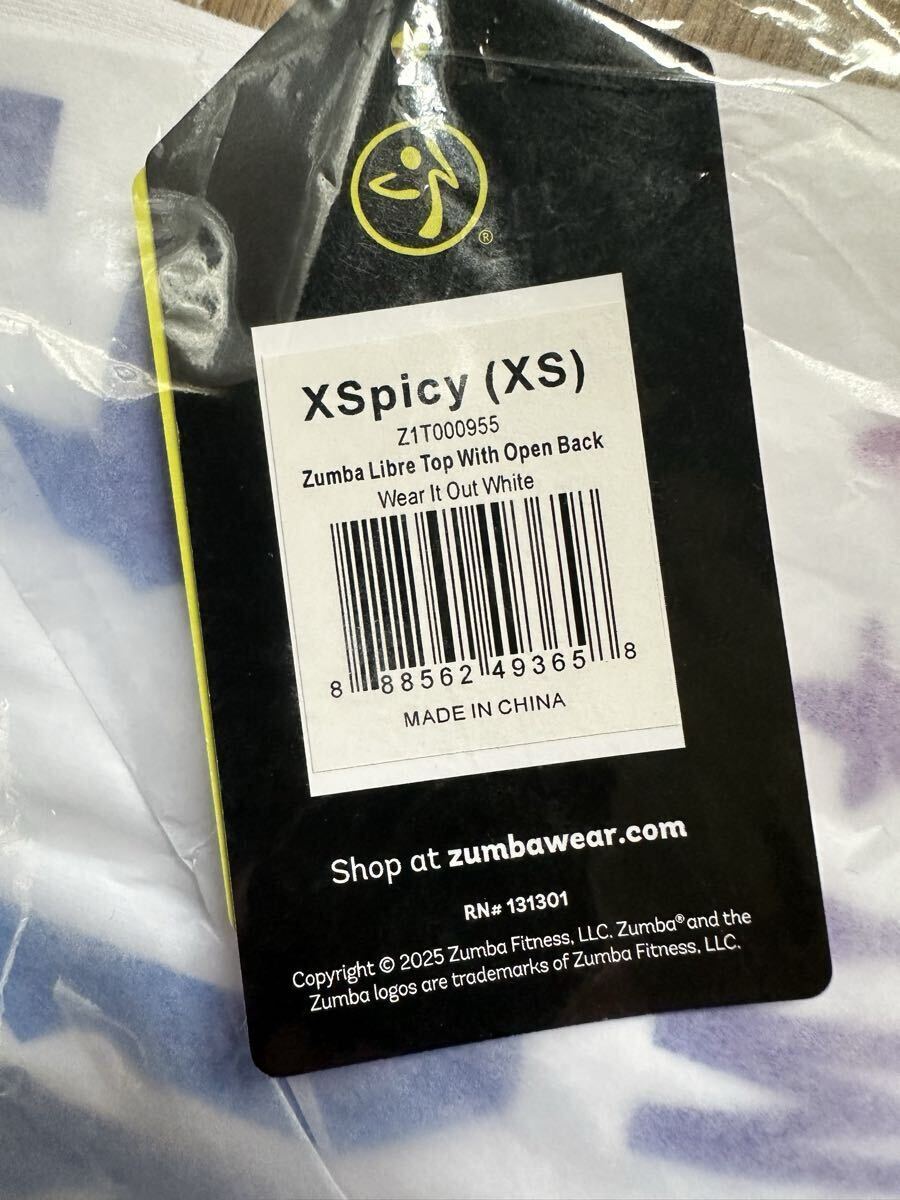 ®
XSpicy (XS)
Z1T000955
Zumba Libre Top With Open Back
Wear It Out White
8 88562 49365 8
MADE IN CHINA
Shop at zumbawear.com
RN# 131301
Copyright © 2025 Zumba Fitness, LLC. Zumba® and the
Zumba logos are trademarks of Zumba Fitness, LLC.